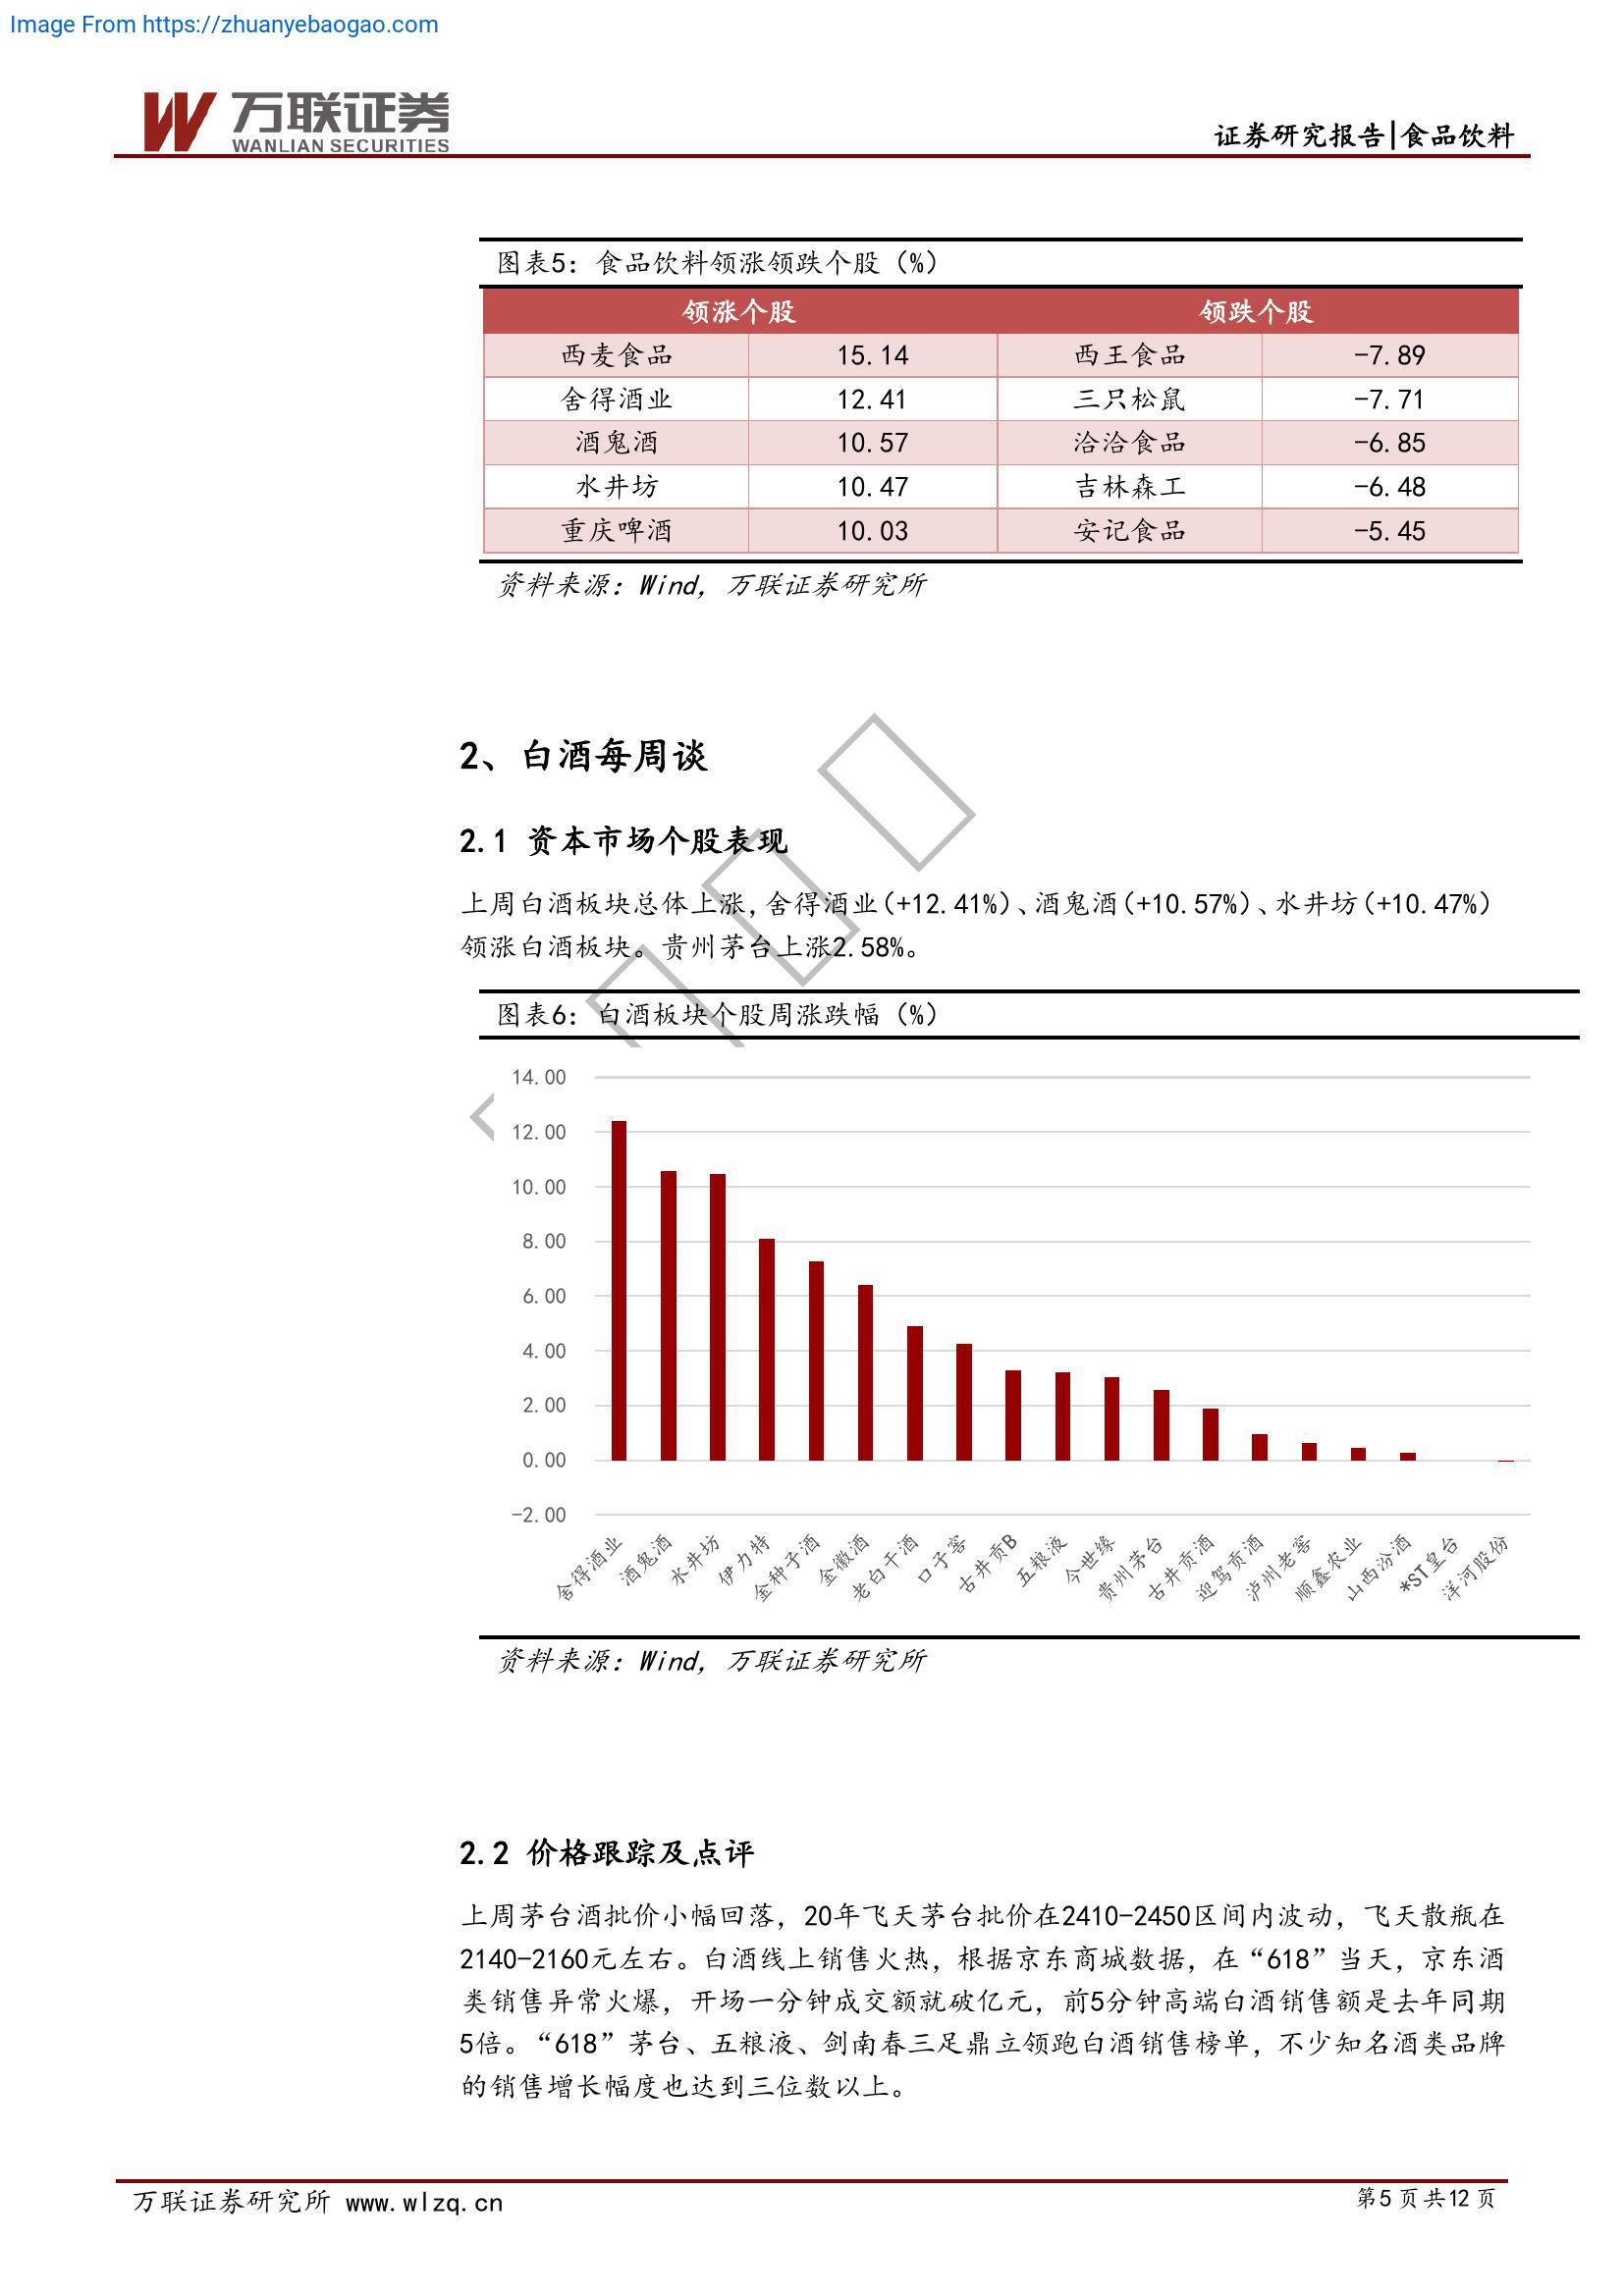 Image From https://zhuanyebaogao.com
万联证券
WANLIAN SECURITIES
证券研究报告|食品饮料
图表5：食品饮料领涨领跌个股（%）
领涨个股 领跌个股
西麦食品 15.14 西王食品 -7.89
舍得酒业 12.41 三只松鼠 -7.71
酒鬼酒 10.57 洽洽食品 -6.85
水井坊 10.47 吉林森工 -6.48
重庆啤酒 10.03 安记食品 -5.45
资料来源：Wind，万联证券研究所
2、白酒每周谈
2.1 资本市场个股表现
上周白酒板块总体上涨，舍得酒业（+12.41%）、酒鬼酒（+10.57%）、水井坊（+10.47%）
领涨白酒板块。贵州茅台上涨2.58%。
图表6：白酒板块个股周涨跌幅（%）
14.00
12.00
10.00
8.00
6.00
4.00
2.00
0.00
-2.00
舍得酒业 酒鬼酒 水井坊 伊力特 金种子酒 金徽酒 老白干酒 口子窖 古井贡B 五粮液 今世缘 贵州茅台 古井贡酒 迎驾贡酒 泸州老窖 顺鑫农业 山西汾酒 *ST皇台 洋河股份
资料来源：Wind，万联证券研究所
2.2 价格跟踪及点评
上周茅台酒批价小幅回落，20年飞天茅台批价在2410-2450区间内波动，飞天散瓶在
2140-2160元左右。白酒线上销售火热，根据京东商城数据，在“618”当天，京东酒
类销售异常火爆，开场一分钟成交额就破亿元，前5分钟高端白酒销售额是去年同期
5倍。“618”茅台、五粮液、剑南春三足鼎立领跑白酒销售榜单，不少知名酒类品牌
的销售增长幅度也达到三位数以上。
万联证券研究所 www.wlzq.cn
第5页共12页